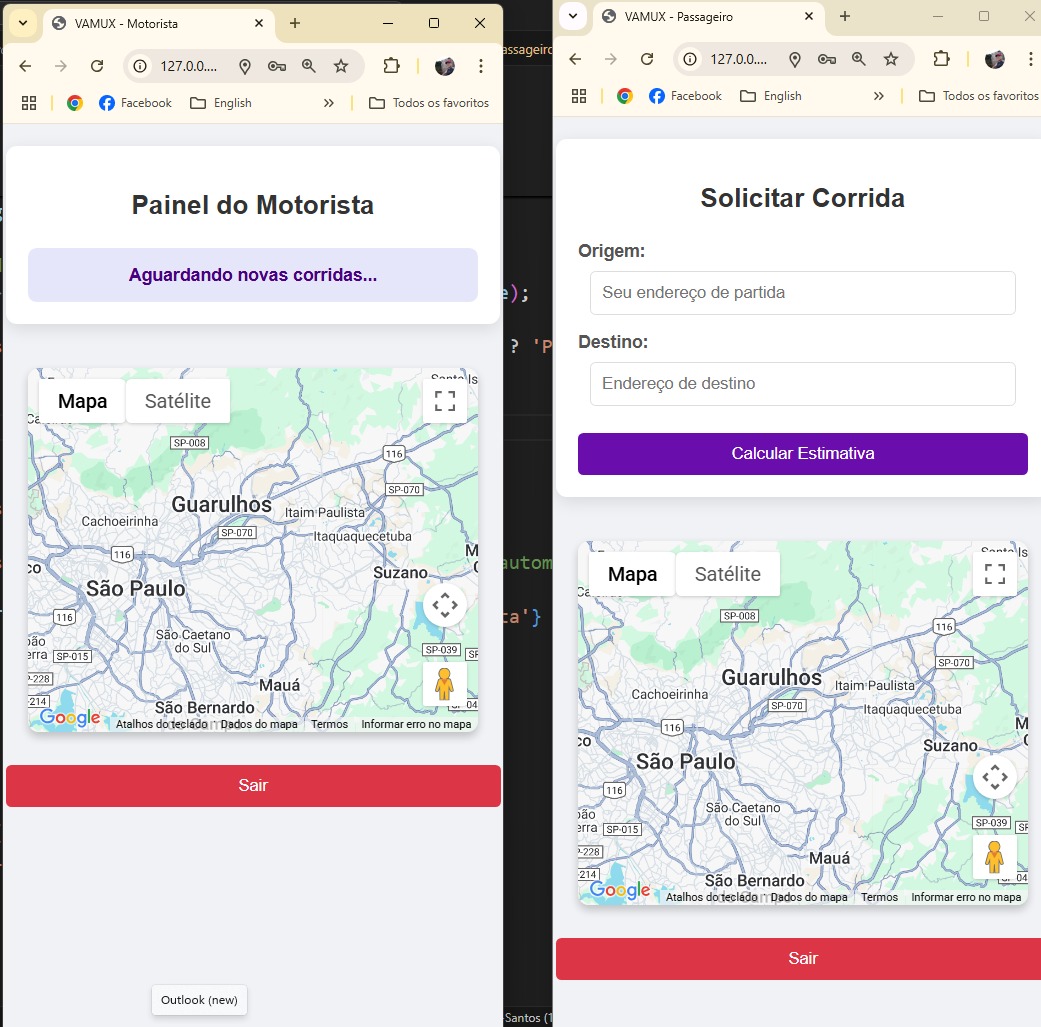 VAMUX - Motorista
127.0.0....
Facebook
English
Todos os favoritos
Painel do Motorista
Aguardando novas corridas...
Mapa
Satélite
SP-008
116
SP-070
Guarulhos
Itaim Paulista
Cachoeirinha
SP-070
Itaquaquecetuba
116
Suzano
São Paulo
116
São Caetano
do Sul
SP-015
SP-039
Mauá
São Bernardo
Google
Atalhos do teclado
Dados do mapa
Termos
Informar erro no mapa
Sair
Outlook (new)
assageiro
e);
? 'P
autom
ta'}
Santos (1
VAMUX - Passageiro
127.0.0....
Facebook
English
Todos os favoritos
Solicitar Corrida
Origem:
Seu endereço de partida
Destino:
Endereço de destino
Calcular Estimativa
Mapa
Satélite
SP-008
116
SP-070
Guarulhos
Itaim Paulista
Cachoeirinha
SP-070
Itaquaquecetuba
116
Suzano
São Paulo
116
São Caetano
do Sul
SP-015
SP-039
Mauá
São Bernardo
Google
Atalhos do teclado
Dados do mapa
Termos
Informar erro no mapa
Sair